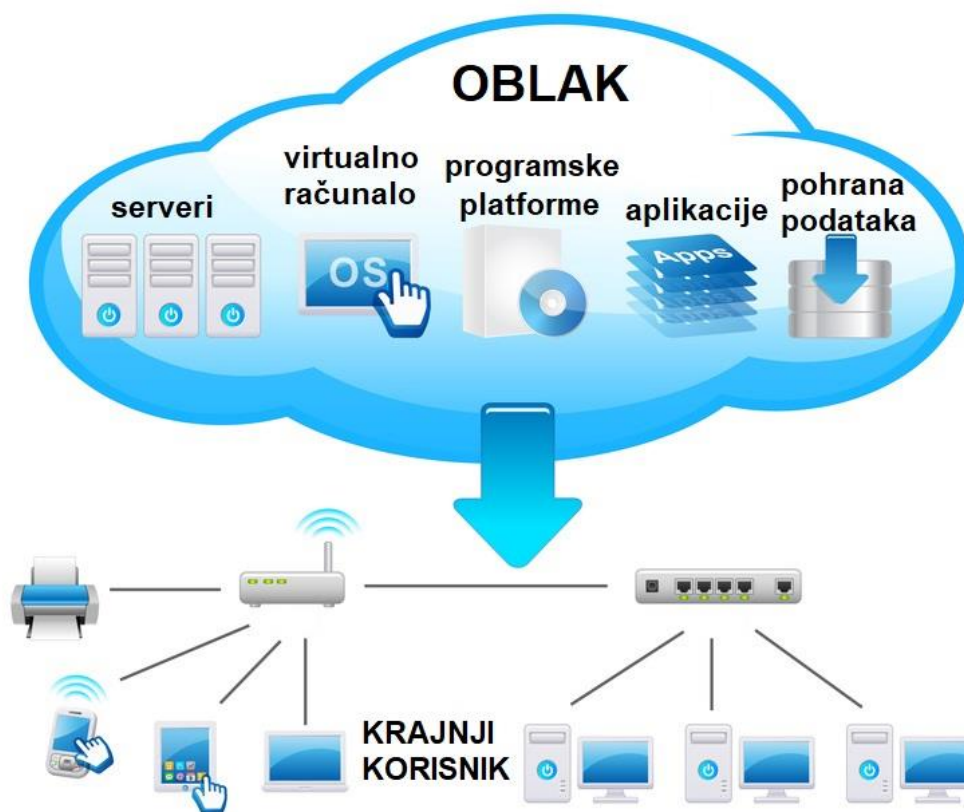 OBLAK
serveri
virtualno
računalo
programske
platforme
aplikacije
pohrana
podataka
OS
Apps
KRAJNJI
KORISNIK